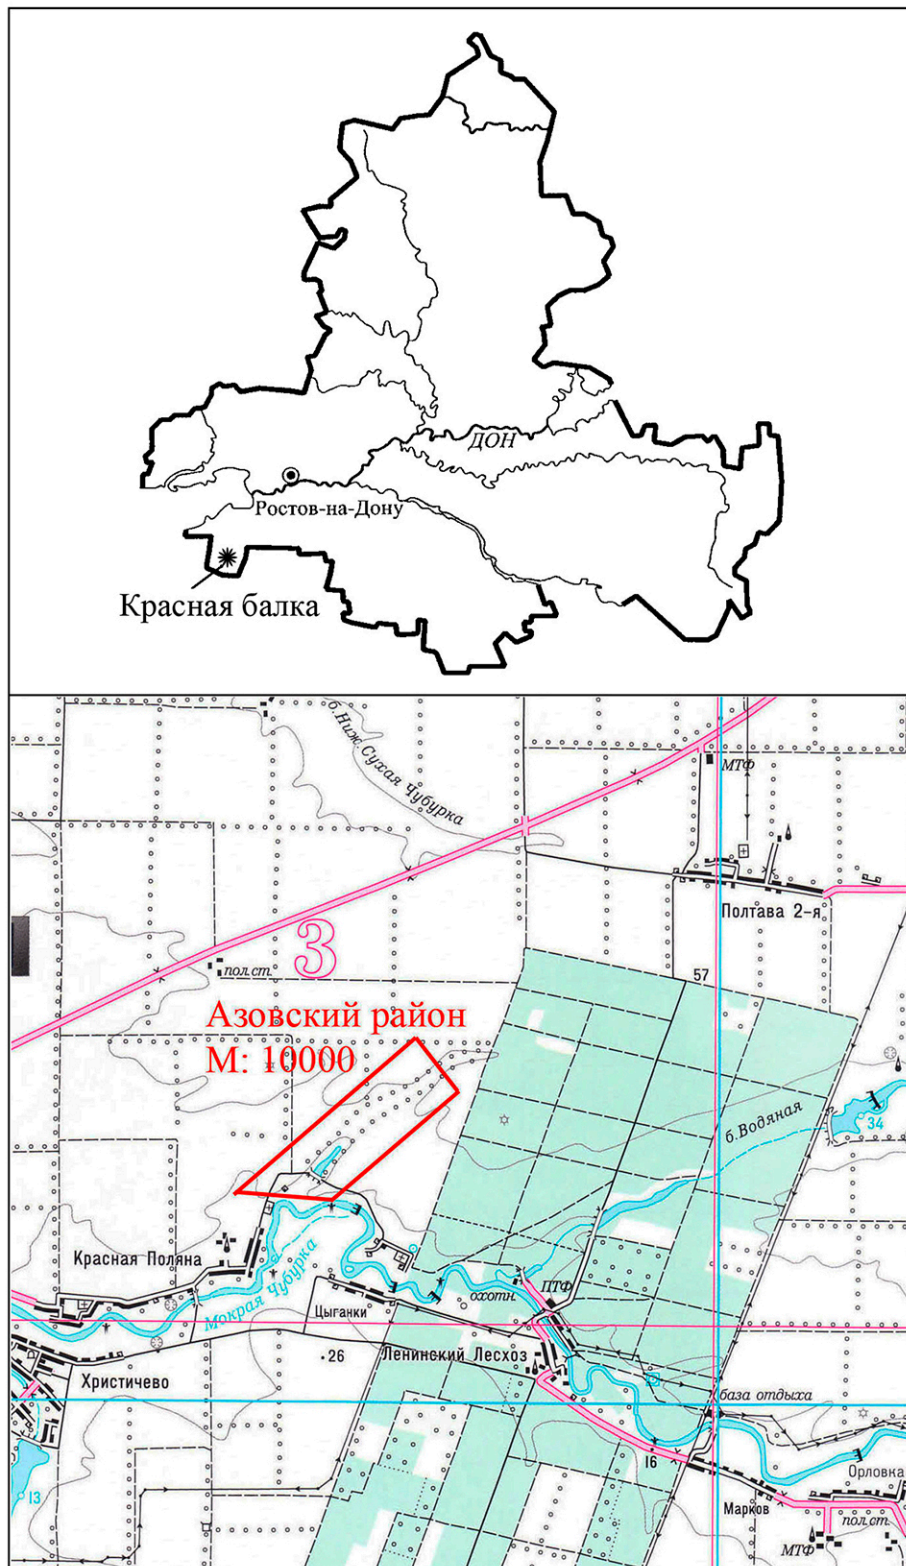 ДОН
Ростов-на-Дону
Красная балка
б.Ниж.Сухая Чубурка
МТФ
Полтава 2-я
3
пол.ст.
57
Азовский район
М: 10000
б.Водяная
34
Красная Поляна
Мокрая Чубурка
охотн.
ПТФ
Цыганки
26
Ленинский Лесхоз
Христичево
база отдыха
16
13
Орловка
Марков
пол.ст.
МТФ